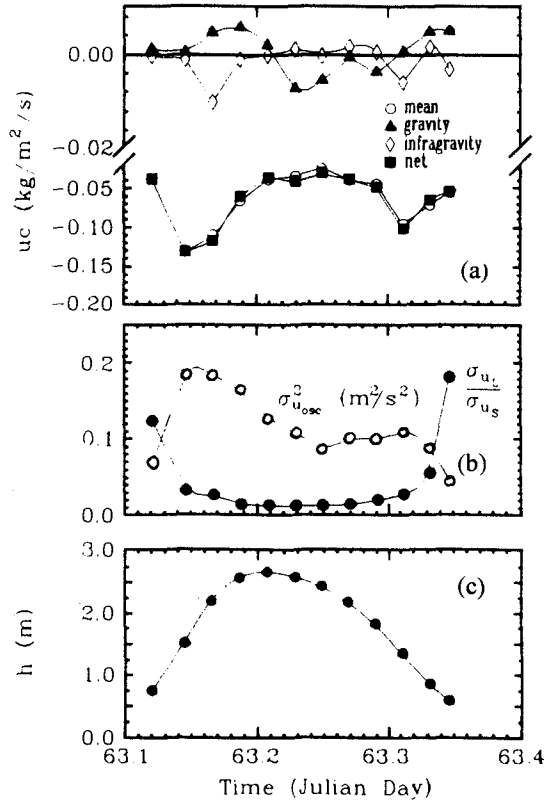 0.00
-0.02
-0.05
-0.10
-0.15
-0.20
uc (kg/m²/s)
mean
gravity
infragravity
net
(a)
0.2
0.1
0.0
σ²u_osc (m²/s²)
σu_L
σu_S
(b)
3.0
2.0
1.0
0.0
h (m)
(c)
63.1 63.2 63.3 63.4
Time (Julian Day)